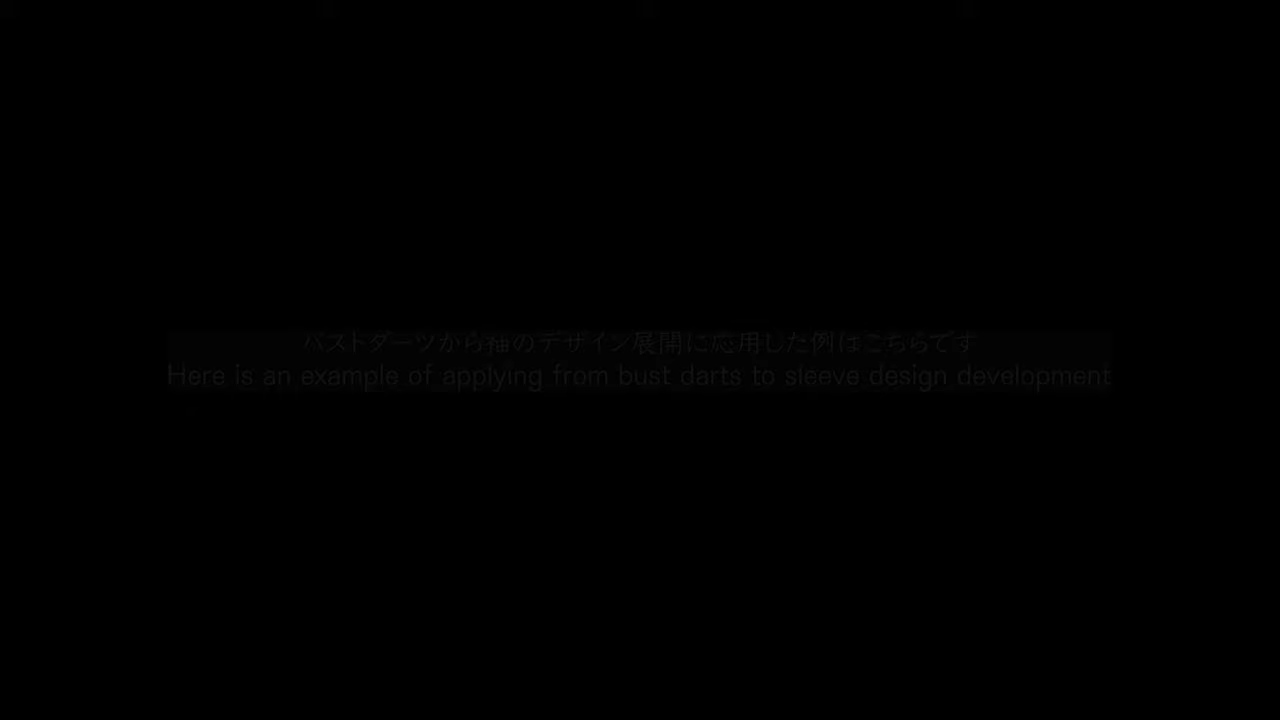 バストダーツから袖のデザイン展開に応用した例はこちらです
Here is an example of applying from bust darts to sleeve design development